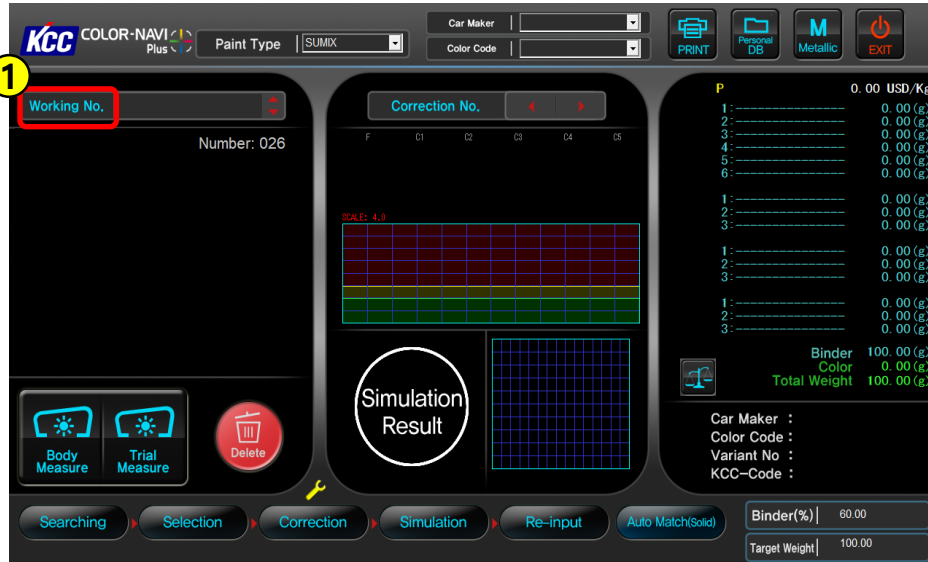 KCC COLOR-NAVI
Plus
Paint Type SUMIX
Car Maker
Color Code
PRINT
Personal
DB
M
Metallic
EXIT
1
Working No.
Number: 026
Correction No.
F C1 C2 C3 C4 C5
SCALE: 4.0
Simulation
Result
Body
Measure
Trial
Measure
Delete
P 0.00 USD/Kg
1: 0.00(g)
2: 0.00(g)
3: 0.00(g)
4: 0.00(g)
5: 0.00(g)
6: 0.00(g)
1: 0.00(g)
2: 0.00(g)
3: 0.00(g)
1: 0.00(g)
2: 0.00(g)
3: 0.00(g)
1: 0.00(g)
2: 0.00(g)
3: 0.00(g)
Binder 100.00(g)
Color 0.00(g)
Total Weight 100.00(g)
Car Maker :
Color Code :
Variant No :
KCC-Code :
Searching Selection Correction Simulation Re-input Auto Match(Solid)
Binder(%) 60.00
Target Weight 100.00